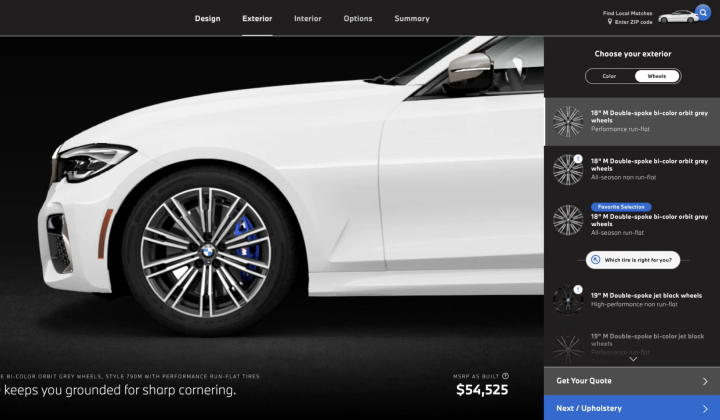 Design
Exterior
Interior
Options
Summary
Find Local Matches
Enter ZIP code
Choose your exterior
Color
Wheels
18" M Double-spoke bi-color orbit grey
wheels
Performance run-flat
18" M Double-spoke bi-color orbit grey
wheels
All-season non run-flat
Favorite Selection
18" M Double-spoke bi-color orbit grey
wheels
All-season run-flat
Which tire is right for you?
19" M Double-spoke jet black wheels
High-performance non run-flat
19" M Double-spoke bi-color jet black
wheels
Performance run-flat
E BI-COLOR ORBIT GREY WHEELS, STYLE 790M WITH PERFORMANCE RUN-FLAT TIRES
keeps you grounded for sharp cornering.
MSRP AS BUILT
$54,525
Get Your Quote
Next / Upholstery